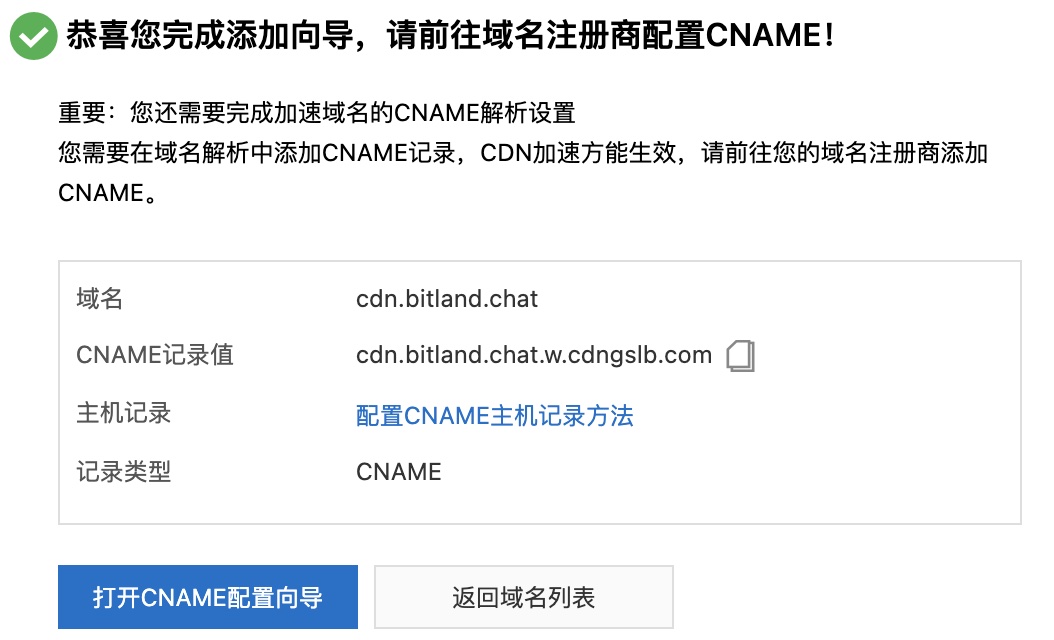 恭喜您完成添加向导，请前往域名注册商配置CNAME！
重要：您还需要完成加速域名的CNAME解析设置
您需要在域名解析中添加CNAME记录，CDN加速方能生效，请前往您的域名注册商添加
CNAME。
域名 cdn.bitland.chat
CNAME记录值 cdn.bitland.chat.w.cdngslb.com
主机记录 配置CNAME主机记录方法
记录类型 CNAME
打开CNAME配置向导 返回域名列表